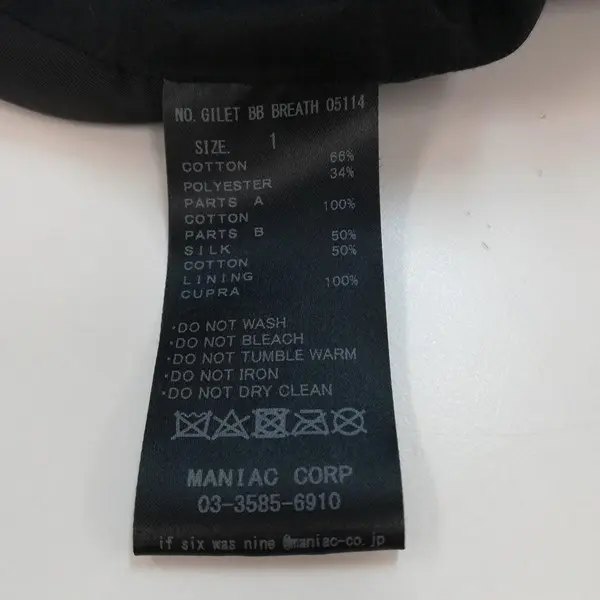 NO. GILET BB BREATH 05114
SIZE. 1
COTTON 66%
POLYESTER 34%
PARTS A
COTTON 100%
PARTS B
SILK 50%
COTTON 50%
LINING
CUPRA 100%
・DO NOT WASH
・DO NOT BLEACH
・DO NOT TUMBLE WARM
・DO NOT IRON
・DO NOT DRY CLEAN
MANIAC CORP
03-3585-6910
if six was nine @maniac-co.jp